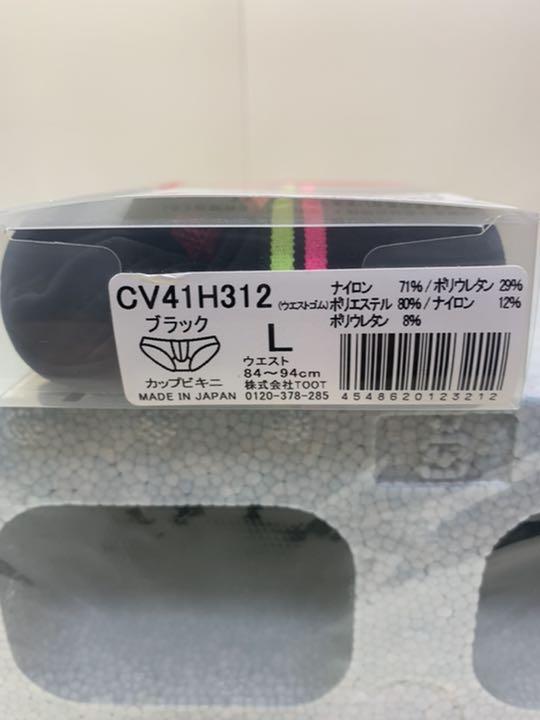 CV41H312
ナイロン 71% / ポリウレタン 29%
(ウエストゴム)ポリエステル 80% / ナイロン 12%
ポリウレタン 8%
ブラック
L
ウエスト
84～94cm
カップビキニ
株式会社TOOT
MADE IN JAPAN 0120-378-285
4548620123212